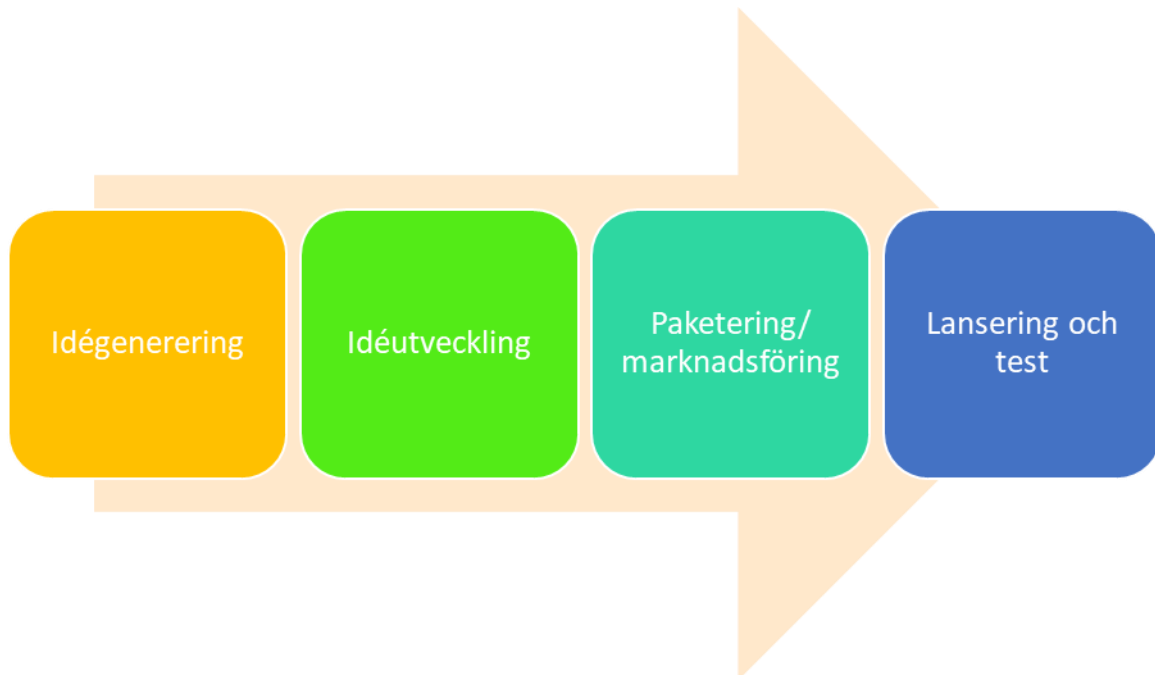 Idégenerering
Idéutveckling
Paketering/
marknadsföring
Lansering och
test